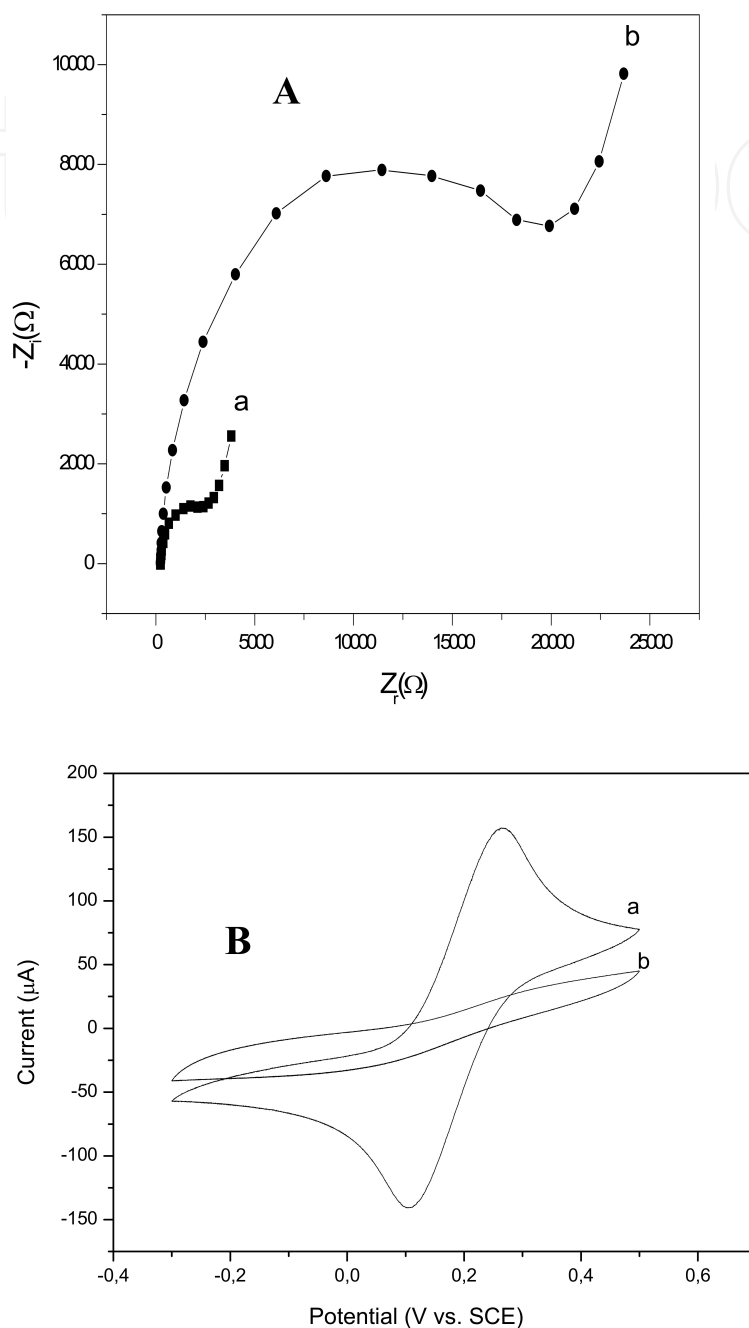 b
10000
A
8000
6000
-Zi(Ω)
4000
a
2000
0
0 5000 10000 15000 20000 25000
Zr(Ω)
200
150
100
a
B
b
50
Current (μA)
0
-50
-100
-150
-0,4 -0,2 0,0 0,2 0,4 0,6
Potential (V vs. SCE)